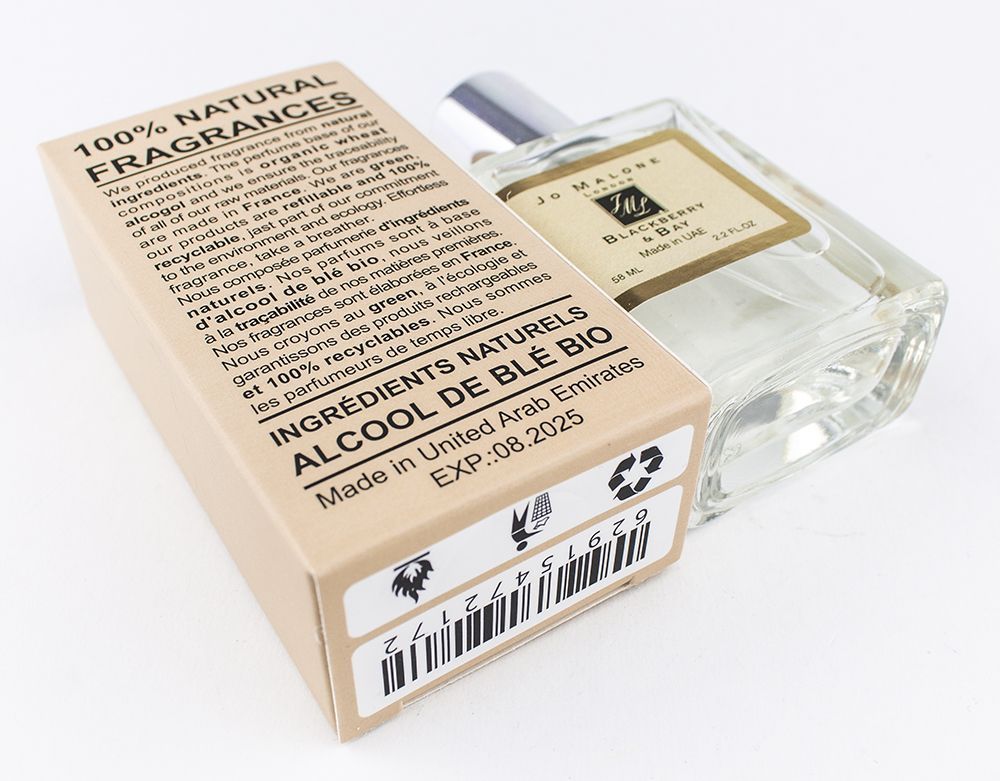 100% NATURAL
FRAGRANCES
We produced fragrance from natural
ingredients. The perfume base of our
compositions is organic wheat
alcogol and we ensure the traceability
of all of our raw materials. Our fragrances
are made in France. We are green,
our products are refillable and 100%
recyclable, jast part of our commitment
to the environment and ecology. Effortless
fragrance, take a breather.
Nous composée parfumerie d'ingrédients
naturels. Nos parfums sont à base
d'alcool de blé bio, nous veillons
à la traçabilité de nos matières premières.
Nos fragrances sont élaborées en France.
Nous croyons au green, à l'écologie et
garantissons des produits rechargeables
et 100% recyclables. Nous sommes
les parfumeurs de temps libre.
INGRÉDIENTS NATURELS
ALCOOL DE BLÉ BIO
Made in United Arab Emirates
EXP.:08.2025
6291547272172
JO MALONE
LONDON
JML
BLACKBERRY
& BAY
Made in UAE
58 ML 2.2 FL.OZ